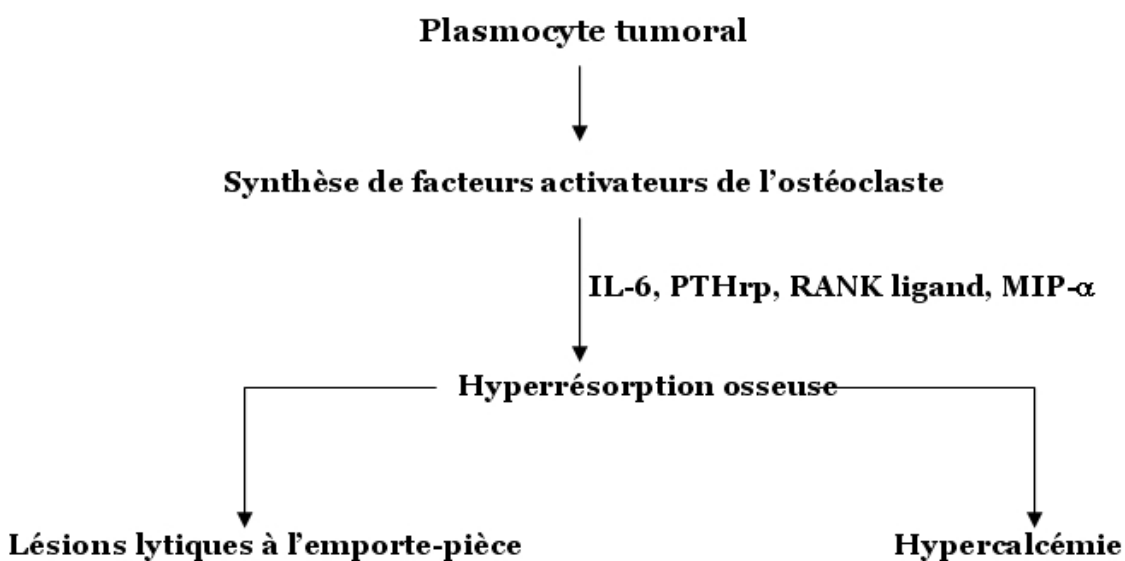 Plasmocyte tumoral
Synthèse de facteurs activateurs de l'ostéoclaste
IL-6, PTHrp, RANK ligand, MIP-α
Hyperrésorption osseuse
Lésions lytiques à l'emporte-pièce
Hypercalcémie